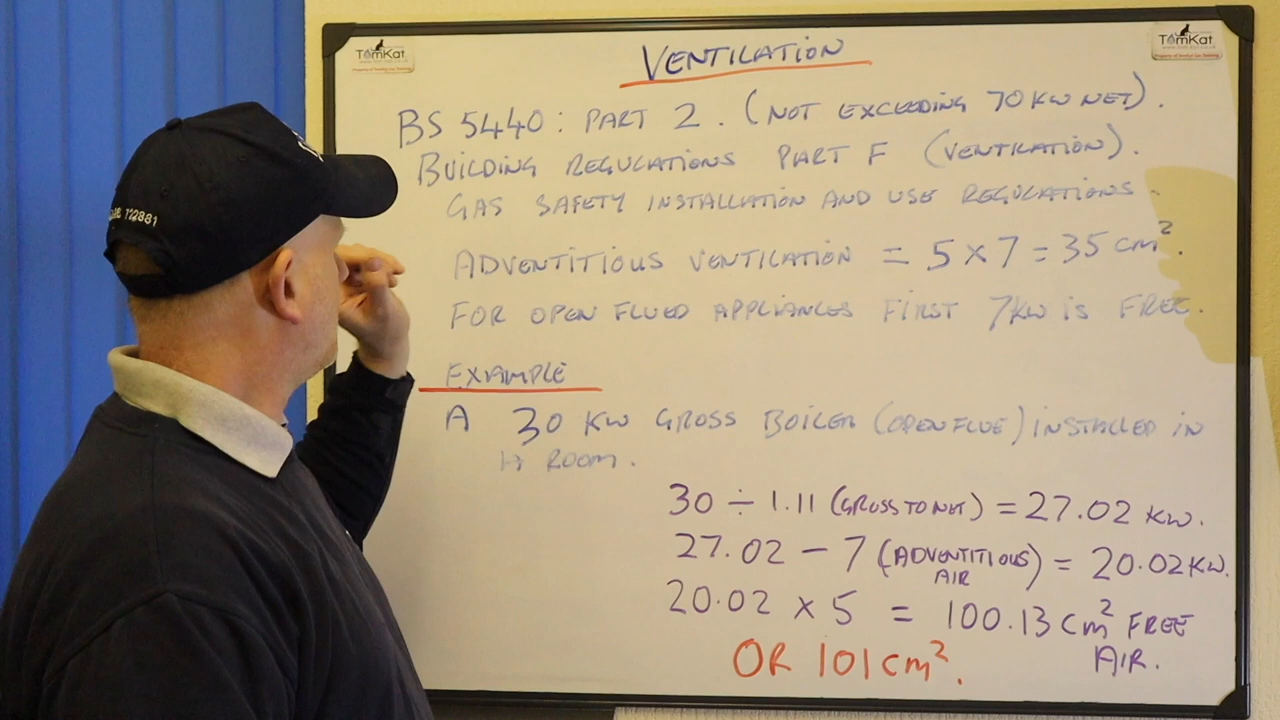 TomKat
TomKat
VENTILATION
BS 5440: PART 2. (NOT EXCEEDING 70 KW NET).
BUILDING REGULATIONS PART F (VENTILATION).
GAS SAFETY INSTALLATION AND USE REGULATIONS.
ADVENTITIOUS VENTILATION = 5 x 7 = 35 cm².
FOR OPEN FLUED APPLIANCES FIRST 7KW IS FREE.
EXAMPLE
A 30 KW GROSS BOILER (OPEN FLUE) INSTALLED IN
A ROOM.
30 ÷ 1.11 (GROSS TO NET) = 27.02 KW.
27.02 – 7 (ADVENTITIOUS AIR) = 20.02 KW.
20.02 x 5 = 100.13 cm² FREE
AIR.
OR 101 cm².
122881